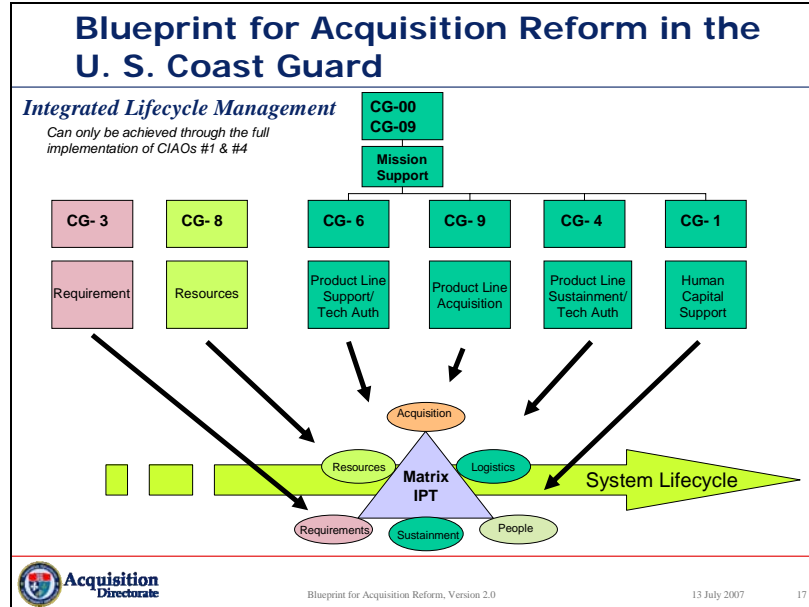 Blueprint for Acquisition Reform in the
U. S. Coast Guard
Integrated Lifecycle Management
Can only be achieved through the full
implementation of CIAOs #1 & #4
CG-00
CG-09
Mission
Support
CG- 3
CG- 8
CG- 6
CG- 9
CG- 4
CG- 1
Requirement
Resources
Product Line
Support/
Tech Auth
Product Line
Acquisition
Product Line
Sustainment/
Tech Auth
Human
Capital
Support
Acquisition
Resources
Logistics
Matrix
IPT
System Lifecycle
Requirements
Sustainment
People
Acquisition
Directorate
Blueprint for Acquisition Reform, Version 2.0
13 July 2007
17